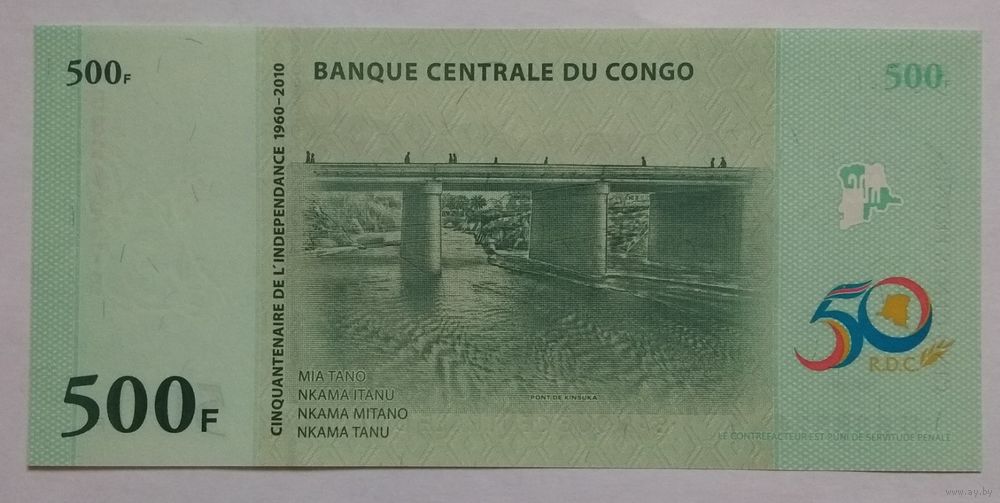 500F
CINQUANTENAIRE DE L'INDEPENDANCE 1960-2010
BANQUE CENTRALE DU CONGO
500F
50
R.D.C.
MIA TANO
NKAMA ITANU
NKAMA MITANO
NKAMA TANU
PONT DE KINSUKA
500F
LE CONTREFACTEUR EST PUNI DE SERVITUDE PENALE
www.ay.by